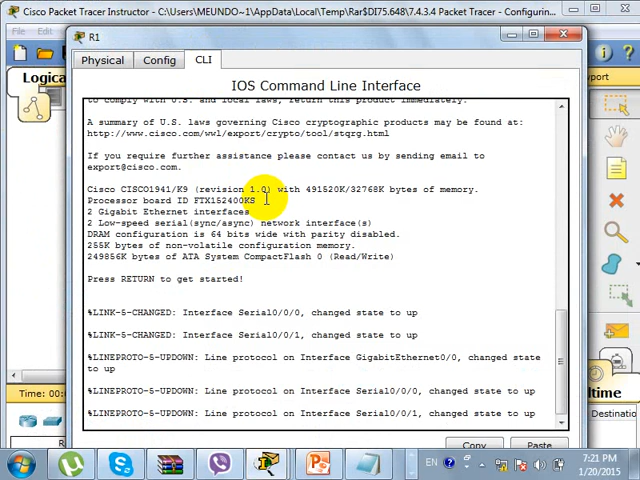 Cisco Packet Tracer Instructor - C:\Users\MEUNDO~1\AppData\Local\Temp\Rar$DI75.648\7.4.3.4 Packet Tracer - Configurin...
File
Edit
R1
Physical
Config
CLI
Logica
port
IOS Command Line Interface
to comply with U.S. and local laws, return this product immediately.
A summary of U.S. laws governing Cisco cryptographic products may be found at:
http://www.cisco.com/wwl/export/crypto/tool/stqrg.html
If you require further assistance please contact us by sending email to
export@cisco.com.
Cisco CISCO1941/K9 (revision 1.0) with 491520K/32768K bytes of memory.
Processor board ID FTX152400KS
2 Gigabit Ethernet interfaces
2 Low-speed serial(sync/async) network interface(s)
DRAM configuration is 64 bits wide with parity disabled.
255K bytes of non-volatile configuration memory.
249856K bytes of ATA System CompactFlash 0 (Read/Write)
Press RETURN to get started!
%LINK-5-CHANGED: Interface Serial0/0/0, changed state to up
%LINK-5-CHANGED: Interface Serial0/0/1, changed state to up
%LINEPROTO-5-UPDOWN: Line protocol on Interface GigabitEthernet0/0, changed state
to up
%LINEPROTO-5-UPDOWN: Line protocol on Interface Serial0/0/0, changed state to up
%LINEPROTO-5-UPDOWN: Line protocol on Interface Serial0/0/1, changed state to up
Time: 00:
ltime
Destinatio
Copy
Paste
EN
7:21 PM
1/20/2015